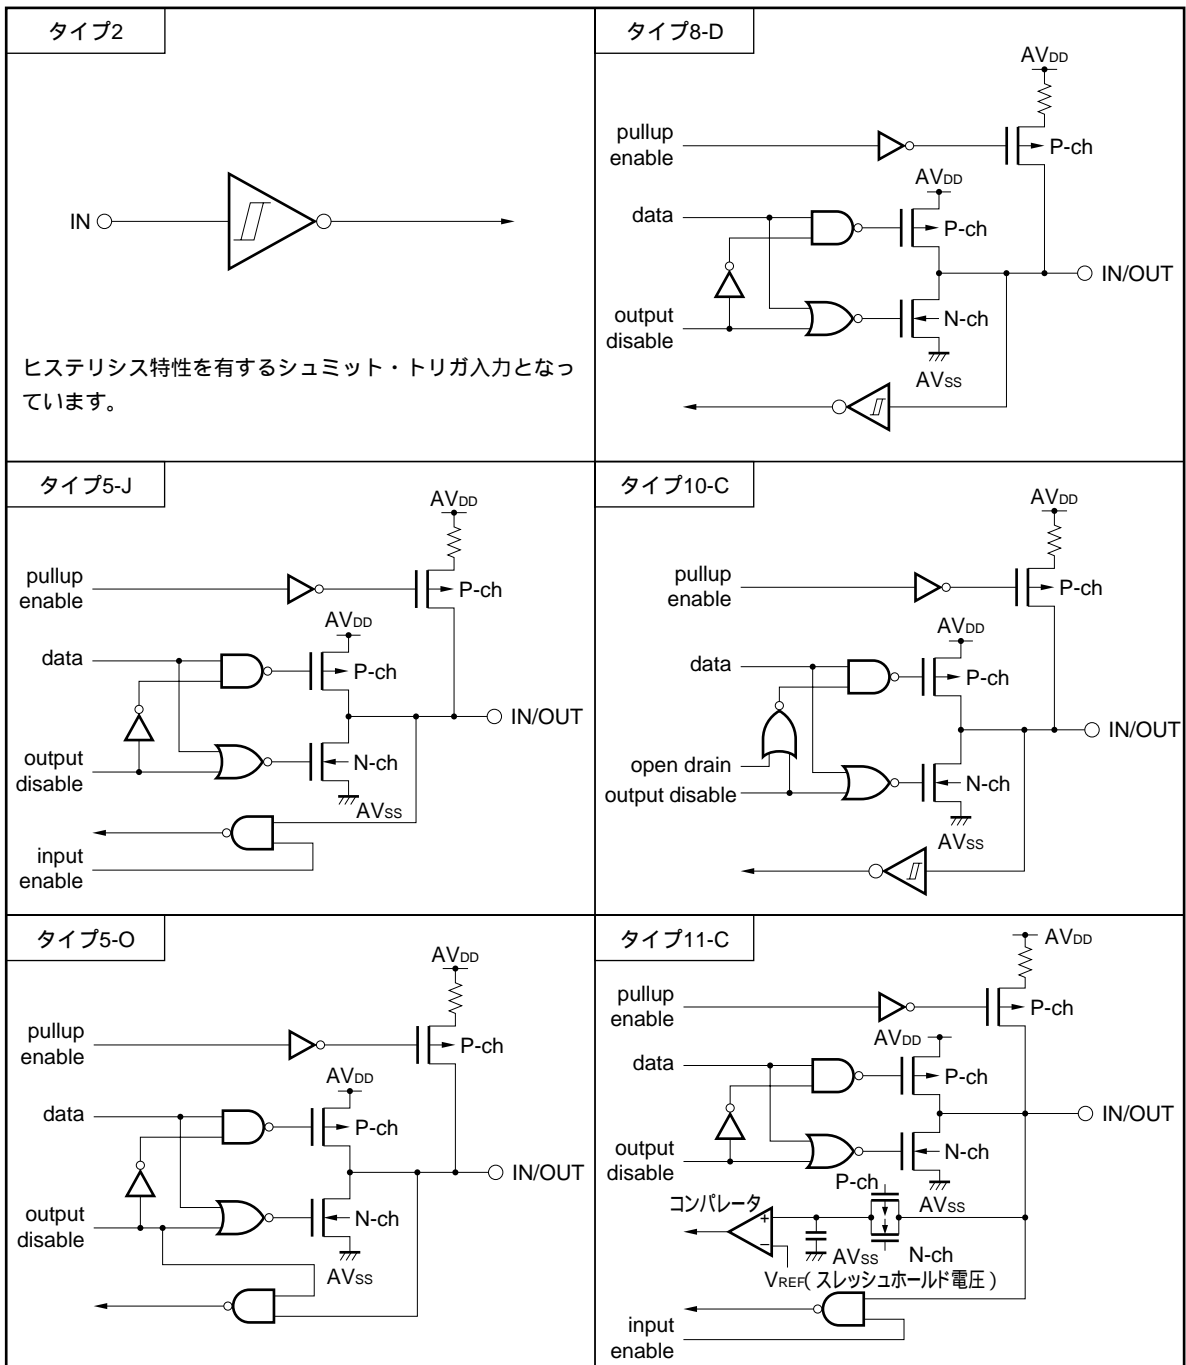 タイプ2
IN
ヒステリシス特性を有するシュミット・トリガ入力となっ
ています。
タイプ8-D
AVDD
pullup
enable
P-ch
AVDD
data
P-ch
IN/OUT
output
disable
N-ch
AVSS
タイプ5-J
AVDD
pullup
enable
P-ch
AVDD
data
P-ch
IN/OUT
output
disable
N-ch
AVSS
input
enable
タイプ10-C
AVDD
pullup
enable
P-ch
AVDD
data
P-ch
IN/OUT
open drain
output disable
N-ch
AVSS
タイプ5-O
AVDD
pullup
enable
P-ch
AVDD
data
P-ch
IN/OUT
output
disable
N-ch
AVSS
タイプ11-C
AVDD
pullup
enable
P-ch
AVDD
data
P-ch
IN/OUT
output
disable
N-ch
P-ch
AVSS
コンパレータ
+
−
AVSS
N-ch
VREF(スレッシュホールド電圧)
input
enable